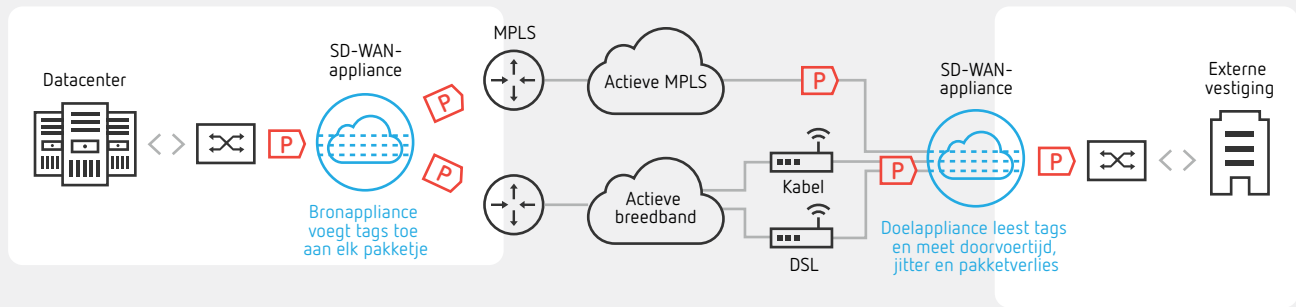 Datacenter
P
SD-WAN-
appliance
Bronappliance
voegt tags toe
aan elk pakketje
P
P
MPLS
Actieve MPLS
Actieve
breedband
P
Kabel
DSL
P
SD-WAN-
appliance
Doelappliance leest tags
en meet doorvoertijd,
jitter en pakketverlies
P
Externe
vestiging